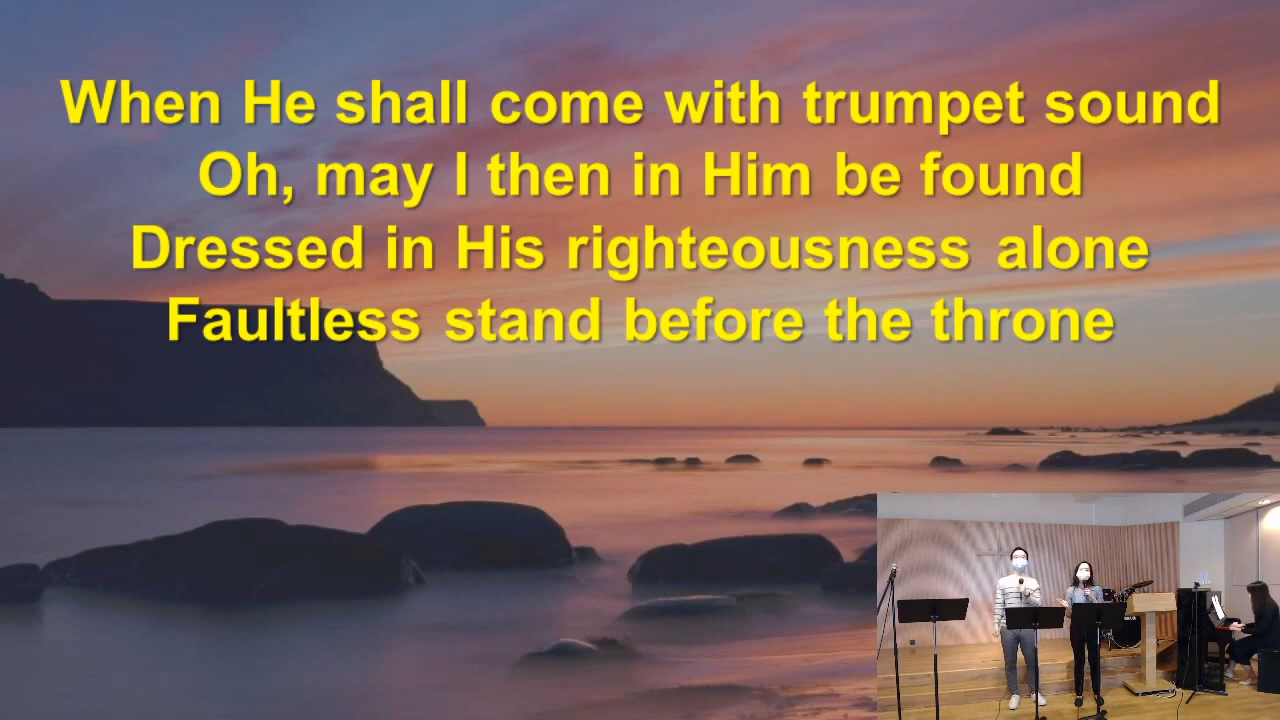 When He shall come with trumpet sound
Oh, may I then in Him be found
Dressed in His righteousness alone
Faultless stand before the throne